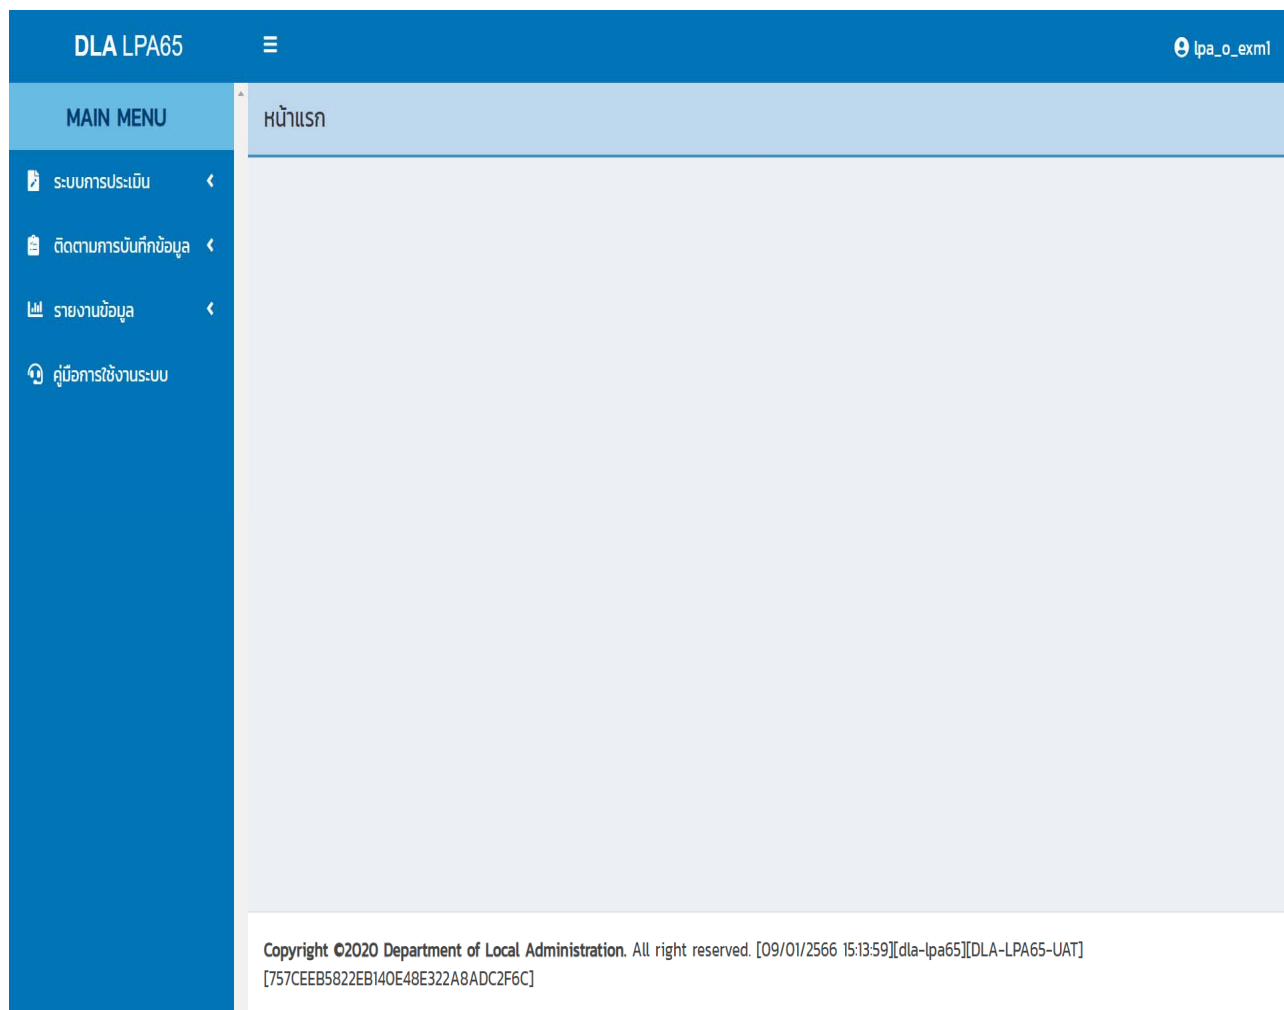 DLA LPA65
lpa_o_exm1
MAIN MENU
หน้าแรก
ระบบการประเมิน
ติดตามการบันทึกข้อมูล
รายงานข้อมูล
คู่มือการใช้งานระบบ
Copyright ©2020 Department of Local Administration. All right reserved. [09/01/2566 15:13:59][dla-lpa65][DLA-LPA65-UAT]
[757CEEB5822EB140E48E322A8ADC2F6C]